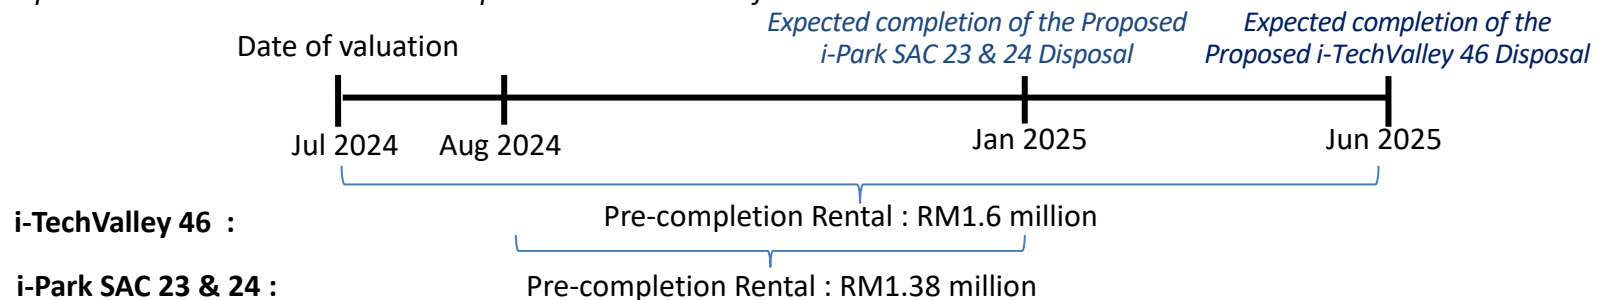 Expected completion of the Proposed
i-Park SAC 23 & 24 Disposal
Expected completion of the
Proposed i-TechValley 46 Disposal
Date of valuation
Jul 2024
Aug 2024
Jan 2025
Jun 2025
i-TechValley 46 :
Pre-completion Rental : RM1.6 million
i-Park SAC 23 & 24 :
Pre-completion Rental : RM1.38 million